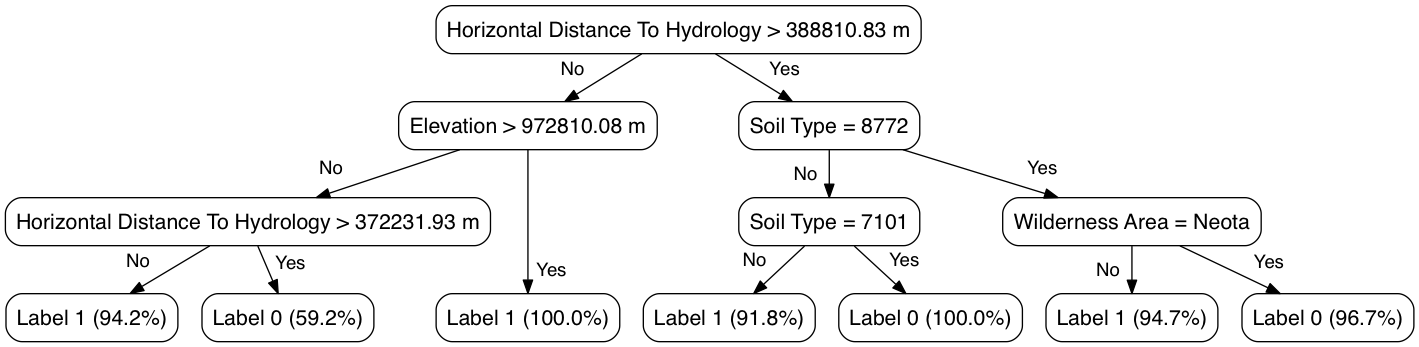 Horizontal Distance To Hydrology > 388810.83 m
No
Yes
Elevation > 972810.08 m
Soil Type = 8772
No
No
Yes
Horizontal Distance To Hydrology > 372231.93 m
Soil Type = 7101
Wilderness Area = Neota
No
Yes
Yes
No
Yes
No
Yes
Label 1 (94.2%)
Label 0 (59.2%)
Label 1 (100.0%)
Label 1 (91.8%)
Label 0 (100.0%)
Label 1 (94.7%)
Label 0 (96.7%)